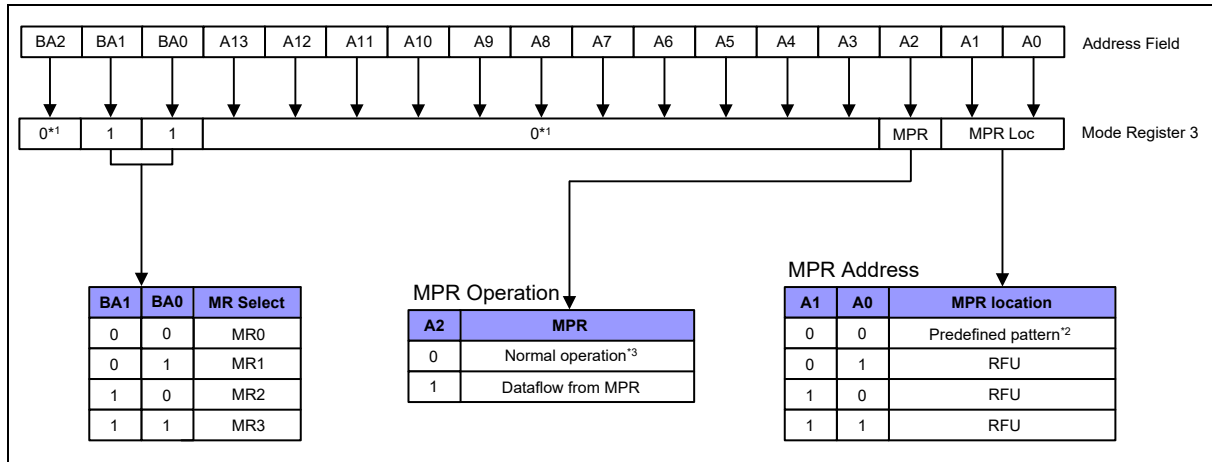 BA2 BA1 BA0 A13 A12 A11 A10 A9 A8 A7 A6 A5 A4 A3 A2 A1 A0 Address Field
0*1 1 1 0*1 MPR MPR Loc Mode Register 3
MPR Address
MPR Operation
BA1 BA0 MR Select
0 0 MR0
0 1 MR1
1 0 MR2
1 1 MR3
A2 MPR
0 Normal operation*3
1 Dataflow from MPR
A1 A0 MPR location
0 0 Predefined pattern*2
0 1 RFU
1 0 RFU
1 1 RFU